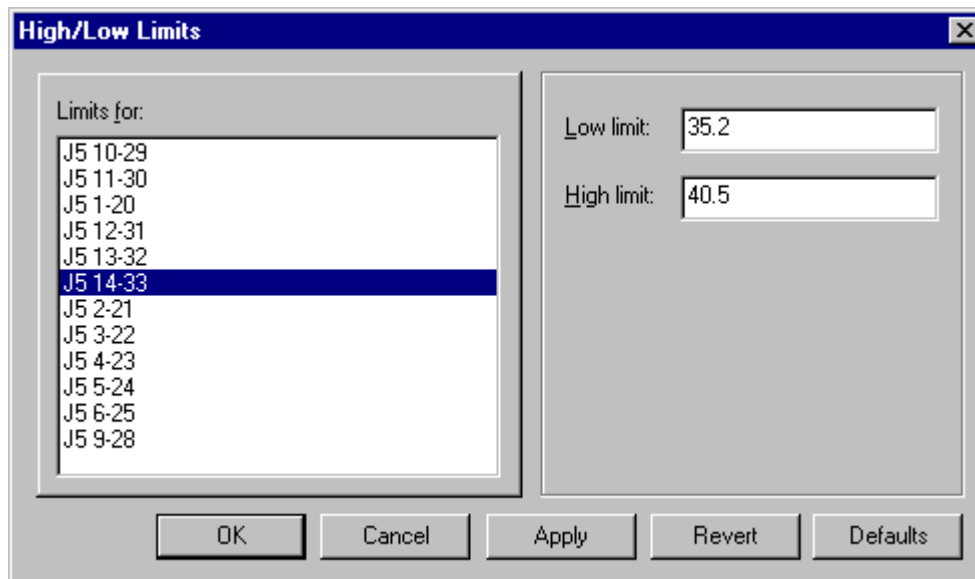 High/Low Limits
Limits for:
J5 10-29
J5 11-30
J5 1-20
J5 12-31
J5 13-32
J5 14-33
J5 2-21
J5 3-22
J5 4-23
J5 5-24
J5 6-25
J5 9-28
Low limit: 35.2
High limit: 40.5
OK Cancel Apply Revert Defaults